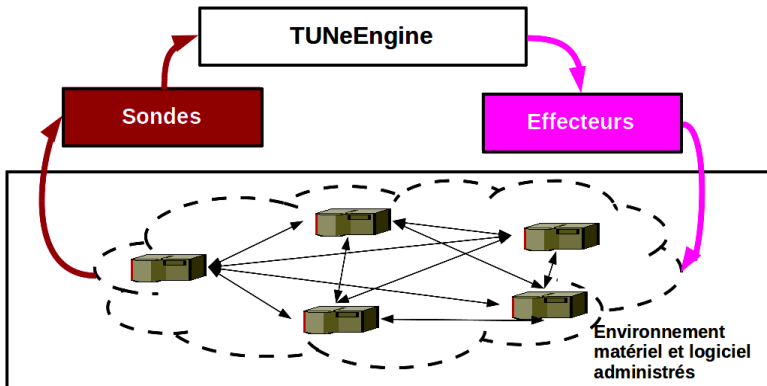 TUNeEngine
Sondes
Effecteurs
Environnement
matériel et logiciel
administrés